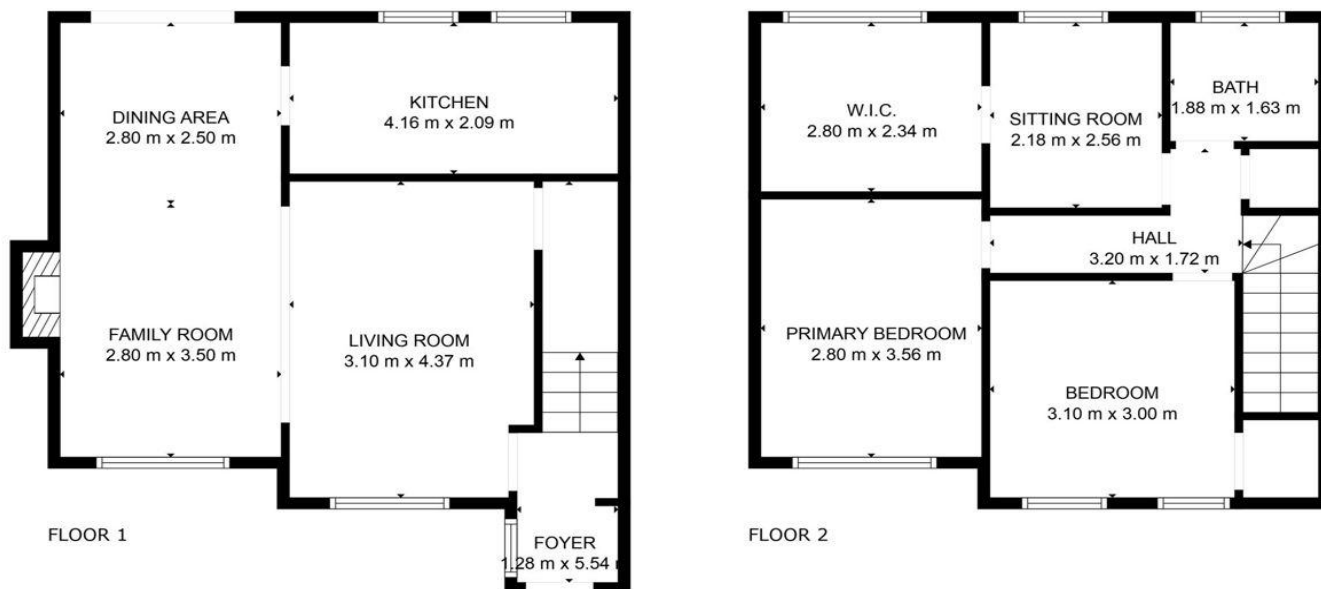 DINING AREA
2.80 m x 2.50 m
KITCHEN
4.16 m x 2.09 m
FAMILY ROOM
2.80 m x 3.50 m
LIVING ROOM
3.10 m x 4.37 m
FOYER
1.28 m x 5.54 m
FLOOR 1
W.I.C.
2.80 m x 2.34 m
SITTING ROOM
2.18 m x 2.56 m
BATH
1.88 m x 1.63 m
HALL
3.20 m x 1.72 m
PRIMARY BEDROOM
2.80 m x 3.56 m
BEDROOM
3.10 m x 3.00 m
FLOOR 2